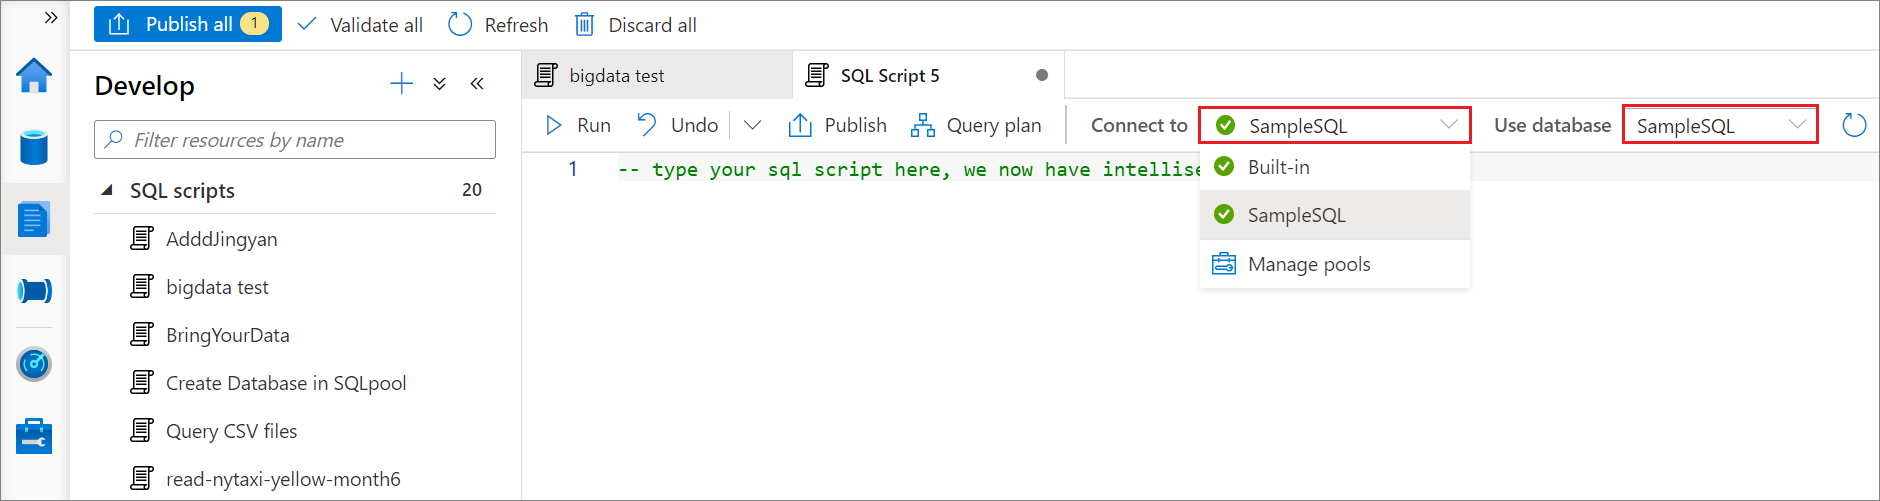 Publish all 1 Validate all Refresh Discard all
Develop
Filter resources by name
SQL scripts 20
AdddJingyan
bigdata test
BringYourData
Create Database in SQLpool
Query CSV files
read-nytaxi-yellow-month6
bigdata test SQL Script 5
Run Undo Publish Query plan Connect to SampleSQL Use database SampleSQL
1 -- type your sql script here, we now have intellise
Built-in
SampleSQL
Manage pools